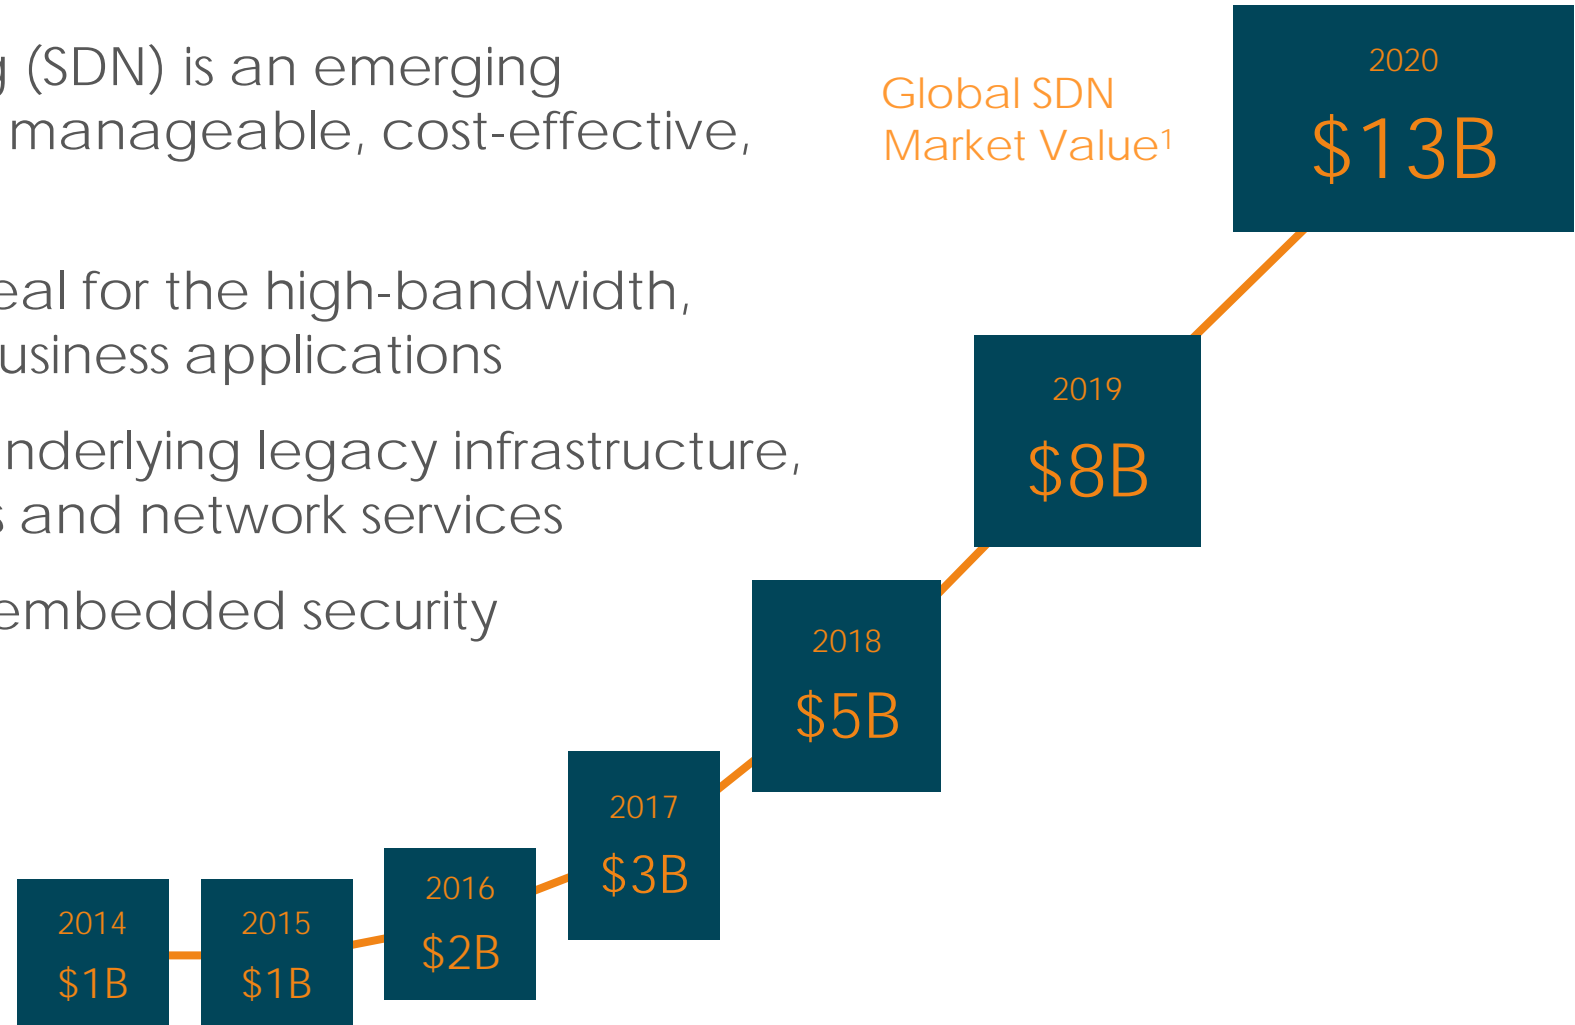 g (SDN) is an emerging
manageable, cost-effective,
eal for the high-bandwidth,
usiness applications
nderlying legacy infrastructure,
s and network services
embedded security
Global SDN
Market Value¹
2020
$13B
2019
$8B
2018
$5B
2017
$3B
2016
$2B
2015
$1B
2014
$1B